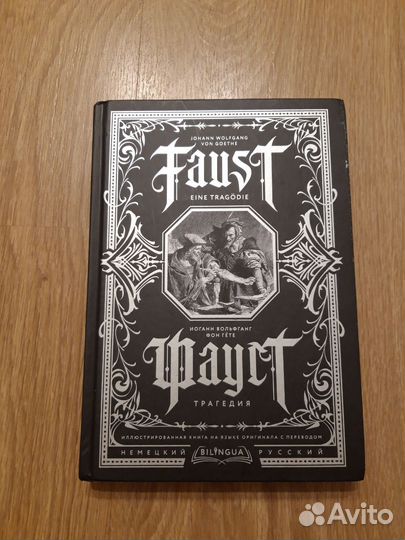 JOHANN WOLFGANG
VON GOETHE
Faust
EINE TRAGÖDIE
ИОГАНН ВОЛЬФГАНГ
ФОН ГЁТЕ
Фауст
ТРАГЕДИЯ
ИЛЛЮСТРИРОВАННАЯ КНИГА НА ЯЗЫКЕ ОРИГИНАЛА С ПЕРЕВОДОМ
НЕМЕЦКИЙ BILINGUA РУССКИЙ
Avito